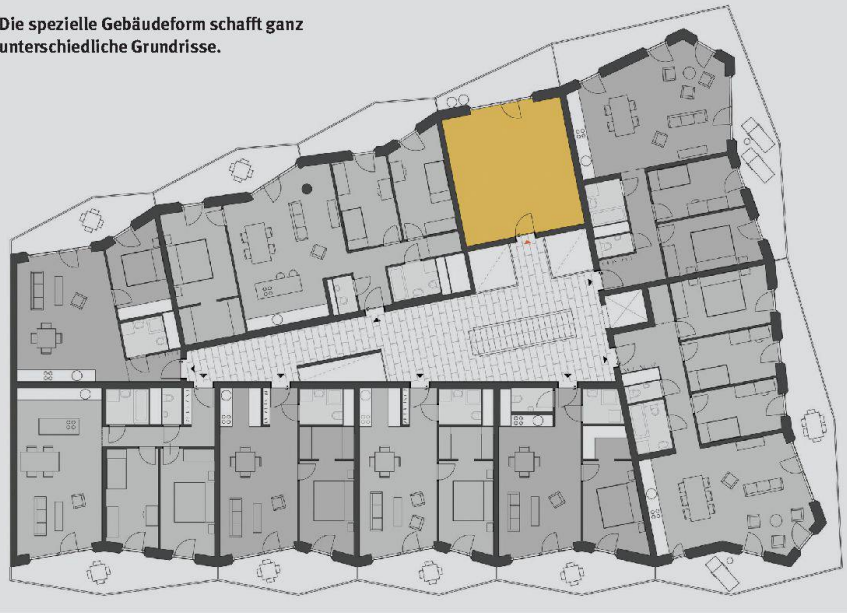 Die spezielle Gebäudeform schafft ganz
unterschiedliche Grundrisse.